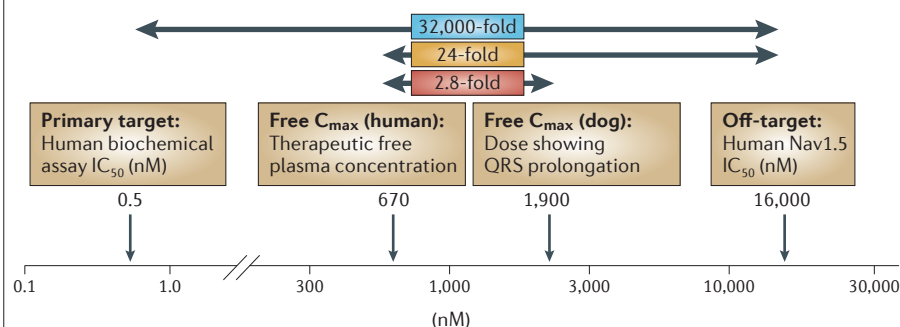 32,000-fold
24-fold
2.8-fold
Primary target:
Human biochemical
assay IC50 (nM)
Free Cmax (human):
Therapeutic free
plasma concentration
Free Cmax (dog):
Dose showing
QRS prolongation
Off-target:
Human Nav1.5
IC50 (nM)
0.5
670
1,900
16,000
0.1 1.0 300 1,000 3,000 10,000 30,000
(nM)